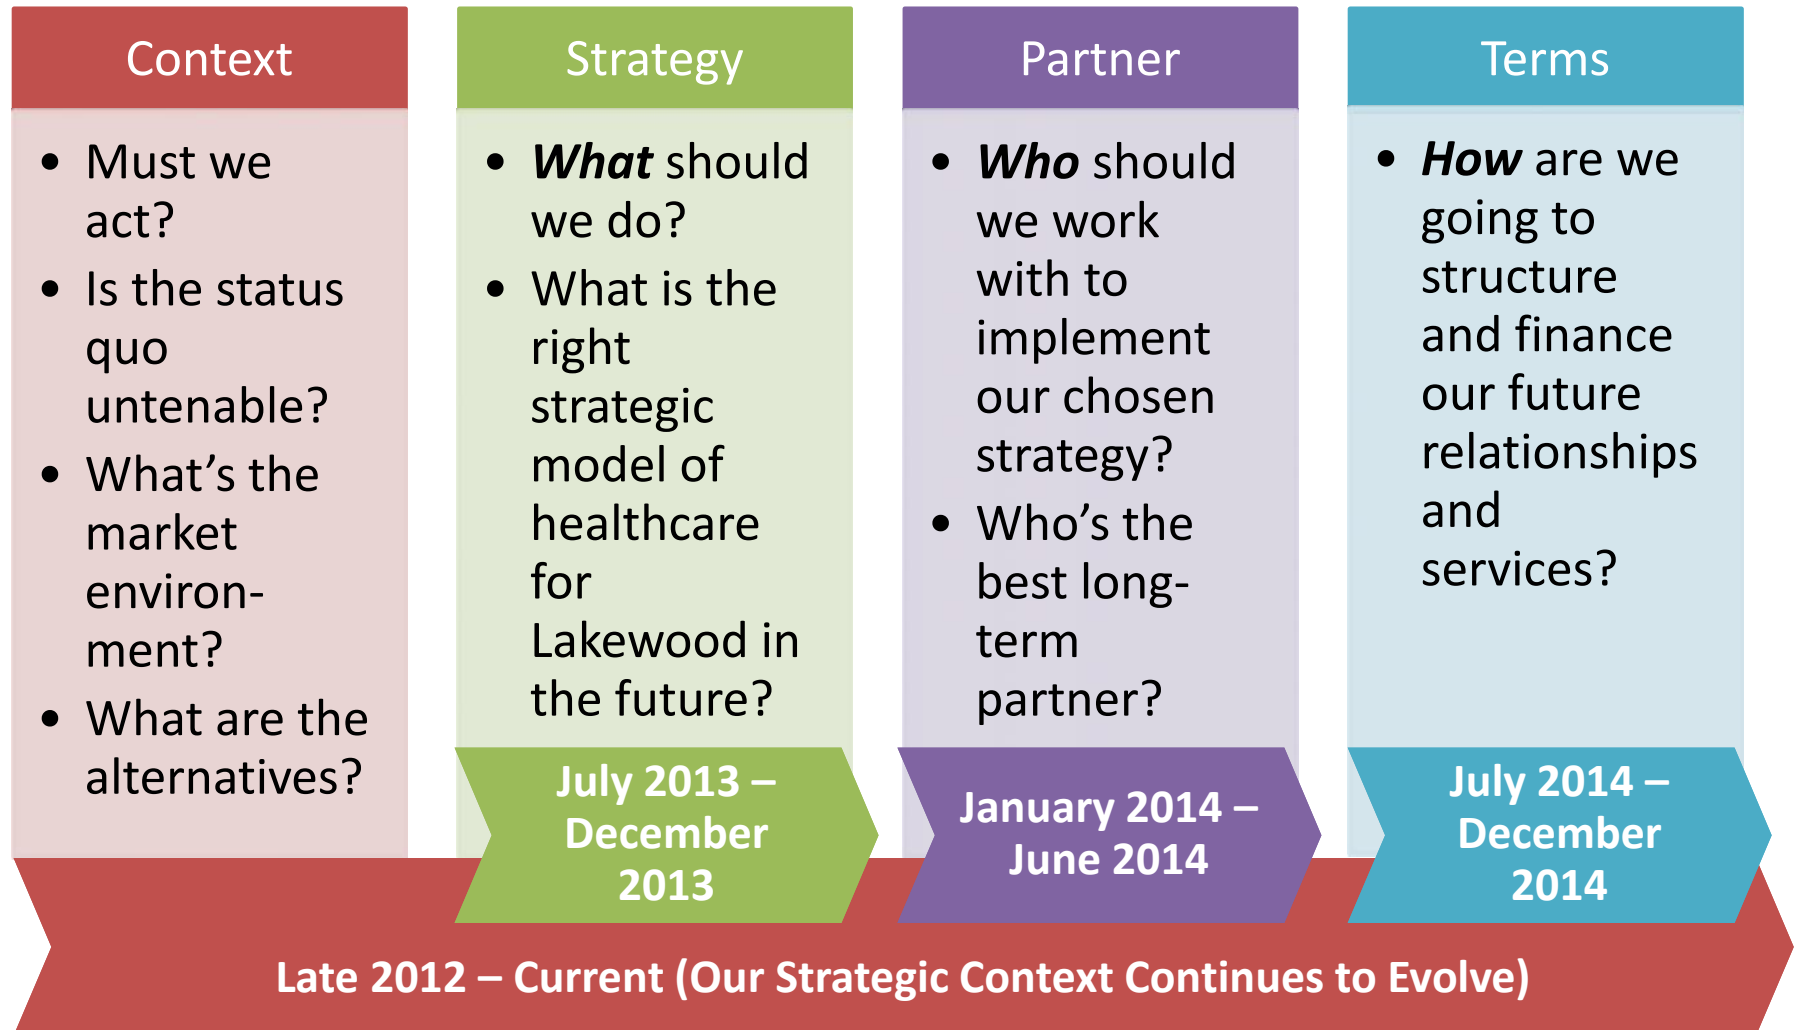 Context
• Must we
act?
• Is the status
quo
untenable?
• What’s the
market
environ-
ment?
• What are the
alternatives?
Strategy
• What should
we do?
• What is the
right
strategic
model of
healthcare
for
Lakewood in
the future?
July 2013 –
December
2013
Partner
• Who should
we work
with to
implement
our chosen
strategy?
• Who’s the
best long-
term
partner?
January 2014 –
June 2014
Terms
• How are we
going to
structure
and finance
our future
relationships
and
services?
July 2014 –
December
2014
Late 2012 – Current (Our Strategic Context Continues to Evolve)